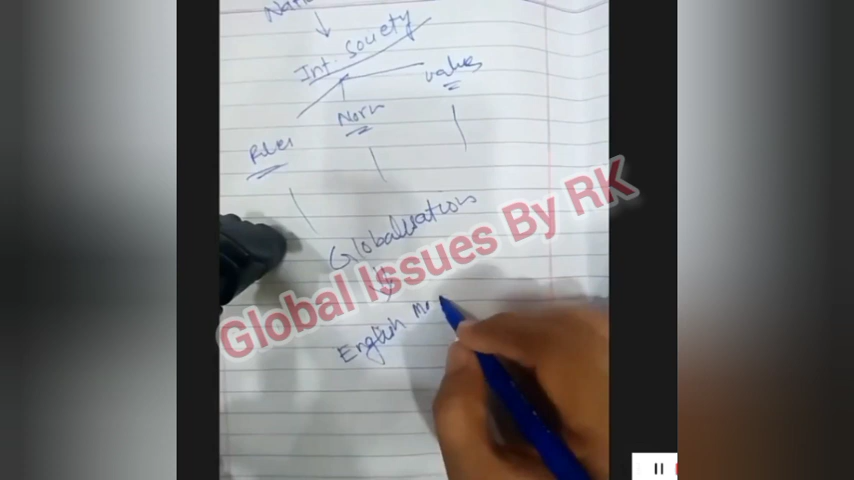 Int. Society
values
Norm
Rules
Globalisation
Global Issues By RK
English